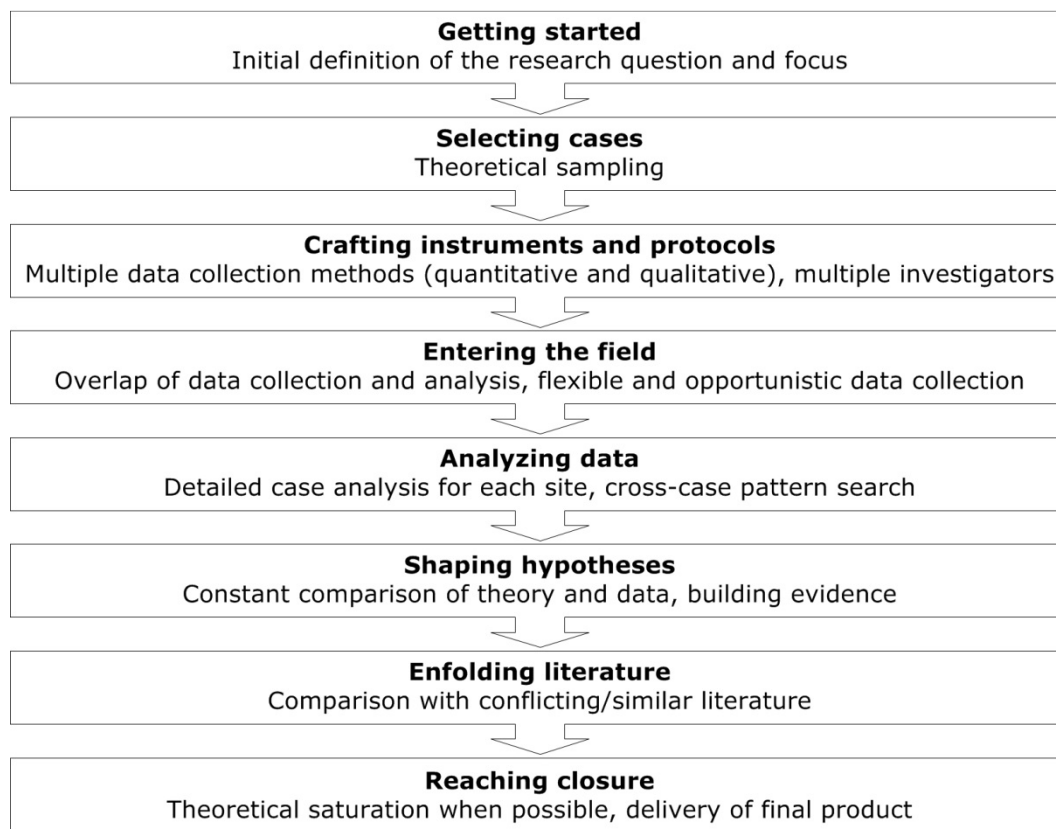 Getting started
Initial definition of the research question and focus
Selecting cases
Theoretical sampling
Crafting instruments and protocols
Multiple data collection methods (quantitative and qualitative), multiple investigators
Entering the field
Overlap of data collection and analysis, flexible and opportunistic data collection
Analyzing data
Detailed case analysis for each site, cross-case pattern search
Shaping hypotheses
Constant comparison of theory and data, building evidence
Enfolding literature
Comparison with conflicting/similar literature
Reaching closure
Theoretical saturation when possible, delivery of final product